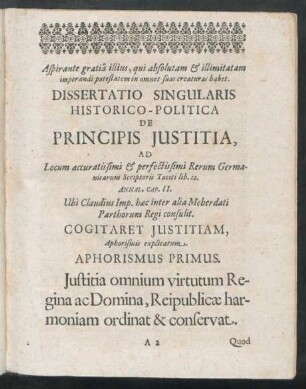 Aspirante gratiâ illius, qui absolutam & illimitatam
imperandi potestatem in omnes suas creaturas habet.
DISSERTATIO SINGULARIS
HISTORICO-POLITICA
DE
PRINCIPIS JUSTITIA,
AD
Locum accuratissimi & perfectissimi Rerum Germa-
nicarum Scriptoris Taciti lib. 12.
ANNAL. CAP. II.
Ubi Claudius Imp. hæc inter alia Meherdati
Parthorum Regi consulit.
COGITARET JUSTITIAM,
Aphorismis explicatum.
APHORISMUS PRIMUS.
Justitia omnium virtutum Re-
gina ac Domina, Reipublicæ har-
moniam ordinat & conservat.
A 2 Quod